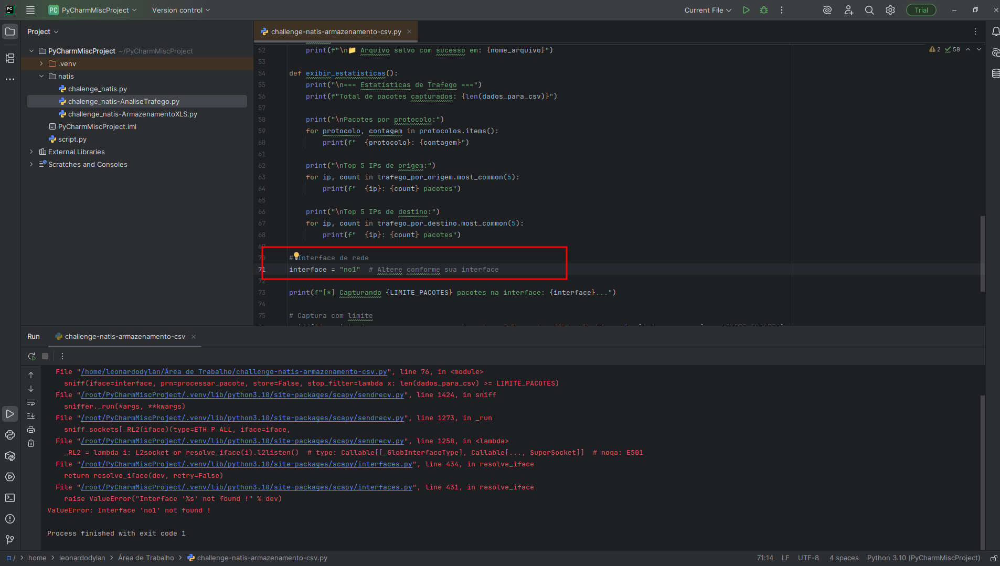 PC
PC PyCharmMiscProject
Version control
Current File
Trial
Project
challenge-natis-armazenamento-csv.py
PyCharmMiscProject ~/PyCharmMiscProject
.venv
natis
chalenge_natis.py
chalenge_natis-AnaliseTrafego.py
challenge_natis-ArmazenamentoXLS.py
PyCharmMiscProject.iml
script.py
External Libraries
Scratches and Consoles
2 58
52 print(f"\n📁 Arquivo salvo com sucesso em: {nome_arquivo}")
53
54 def exibir_estatisticas():
55 print("\n=== Estatísticas de Trafego ===")
56 print(f"Total de pacotes capturados: {len(dados_para_csv)}")
57
58 print("\nPacotes por protocolo:")
59 for protocolo, contagem in protocolos.items():
60 print(f"  {protocolo}: {contagem}")
61
62 print("\nTop 5 IPs de origem:")
63 for ip, count in trafego_por_origem.most_common(5):
64 print(f"  {ip}: {count} pacotes")
65
66 print("\nTop 5 IPs de destino:")
67 for ip, count in trafego_por_destino.most_common(5):
68 print(f"  {ip}: {count} pacotes")
69
70 # Interface de rede
71 interface = "no1"  # Altere conforme sua interface
72
73 print(f"[*] Capturando {LIMITE_PACOTES} pacotes na interface: {interface}...")
74
75 # Captura com limite
Run
challenge-natis-armazenamento-csv
File "/home/leonardodylan/Área de Trabalho/challenge-natis-armazenamento-csv.py", line 76, in <module>
sniff(iface=interface, prn=processar_pacote, store=False, stop_filter=lambda x: len(dados_para_csv) >= LIMITE_PACOTES)
File "/root/PyCharmMiscProject/.venv/lib/python3.10/site-packages/scapy/sendrecv.py", line 1424, in sniff
sniffer._run(*args, **kwargs)
File "/root/PyCharmMiscProject/.venv/lib/python3.10/site-packages/scapy/sendrecv.py", line 1273, in _run
sniff_sockets[_RL2(iface)(type=ETH_P_ALL, iface=iface,
File "/root/PyCharmMiscProject/.venv/lib/python3.10/site-packages/scapy/sendrecv.py", line 1258, in <lambda>
_RL2 = lambda i: L2socket or resolve_iface(i).l2listen()  # type: Callable[[_GlobInterfaceType], Callable[..., SuperSocket]]  # noqa: E501
File "/root/PyCharmMiscProject/.venv/lib/python3.10/site-packages/scapy/interfaces.py", line 434, in resolve_iface
return resolve_iface(dev, retry=False)
File "/root/PyCharmMiscProject/.venv/lib/python3.10/site-packages/scapy/interfaces.py", line 431, in resolve_iface
raise ValueError("Interface '%s' not found !" % dev)
ValueError: Interface 'no1' not found !
Process finished with exit code 1
/ > home > leonardodylan > Área de Trabalho > challenge-natis-armazenamento-csv.py
71:14 LF UTF-8 4 spaces Python 3.10 (PyCharmMiscProject)